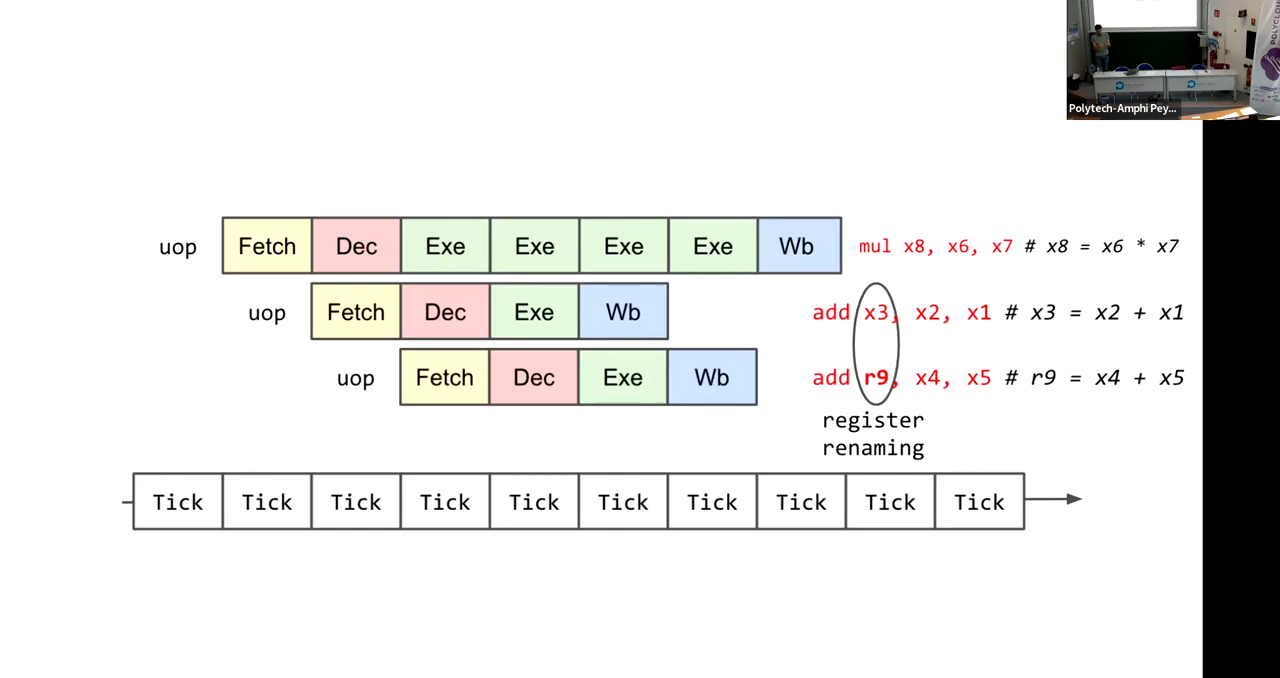 Polytech-Amphi Pey...
uop Fetch Dec Exe Exe Exe Exe Wb mul x8, x6, x7 # x8 = x6 * x7
uop Fetch Dec Exe Wb add x3, x2, x1 # x3 = x2 + x1
uop Fetch Dec Exe Wb add r9, x4, x5 # r9 = x4 + x5
register
renaming
Tick Tick Tick Tick Tick Tick Tick Tick Tick Tick